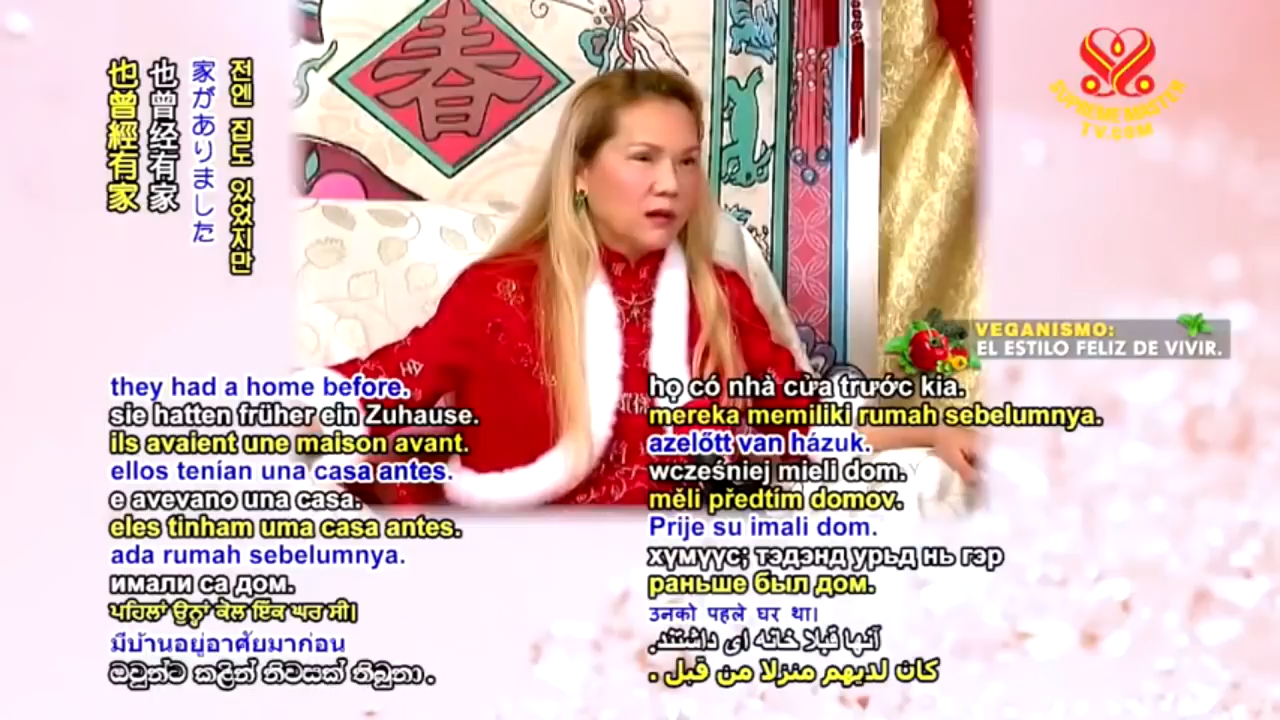 전엔 집도 있었지만
家がありました
也曾经有家
也曾經有家
春
SUPREME MASTER
TV.COM
VEGANISMO:
EL ESTILO FELIZ DE VIVIR.
they had a home before.
sie hatten früher ein Zuhause.
ils avaient une maison avant.
ellos tenían una casa antes.
e avevano una casa.
eles tinham uma casa antes.
ada rumah sebelumnya.
имали са дом.
ਪਹਿਲਾਂ ਉਨ੍ਹਾਂ ਕੋਲ ਇੱਕ ਘਰ ਸੀ।
มีบ้านอยู่อาศัยมาก่อน
ඔවුන්ට කළින් නිවසක් තිබුනා.
họ có nhà cửa trước kia.
mereka memiliki rumah sebelumnya.
azelőtt van házuk.
wcześniej mieli dom.
měli předtím domov.
Prije su imali dom.
хүмүүс; тэдэнд урьд нь гэр
раньше был дом.
उनको पहले घर था।
آنها قبلا خانه ای داشتند.
كان لديهم منزلا من قبل .